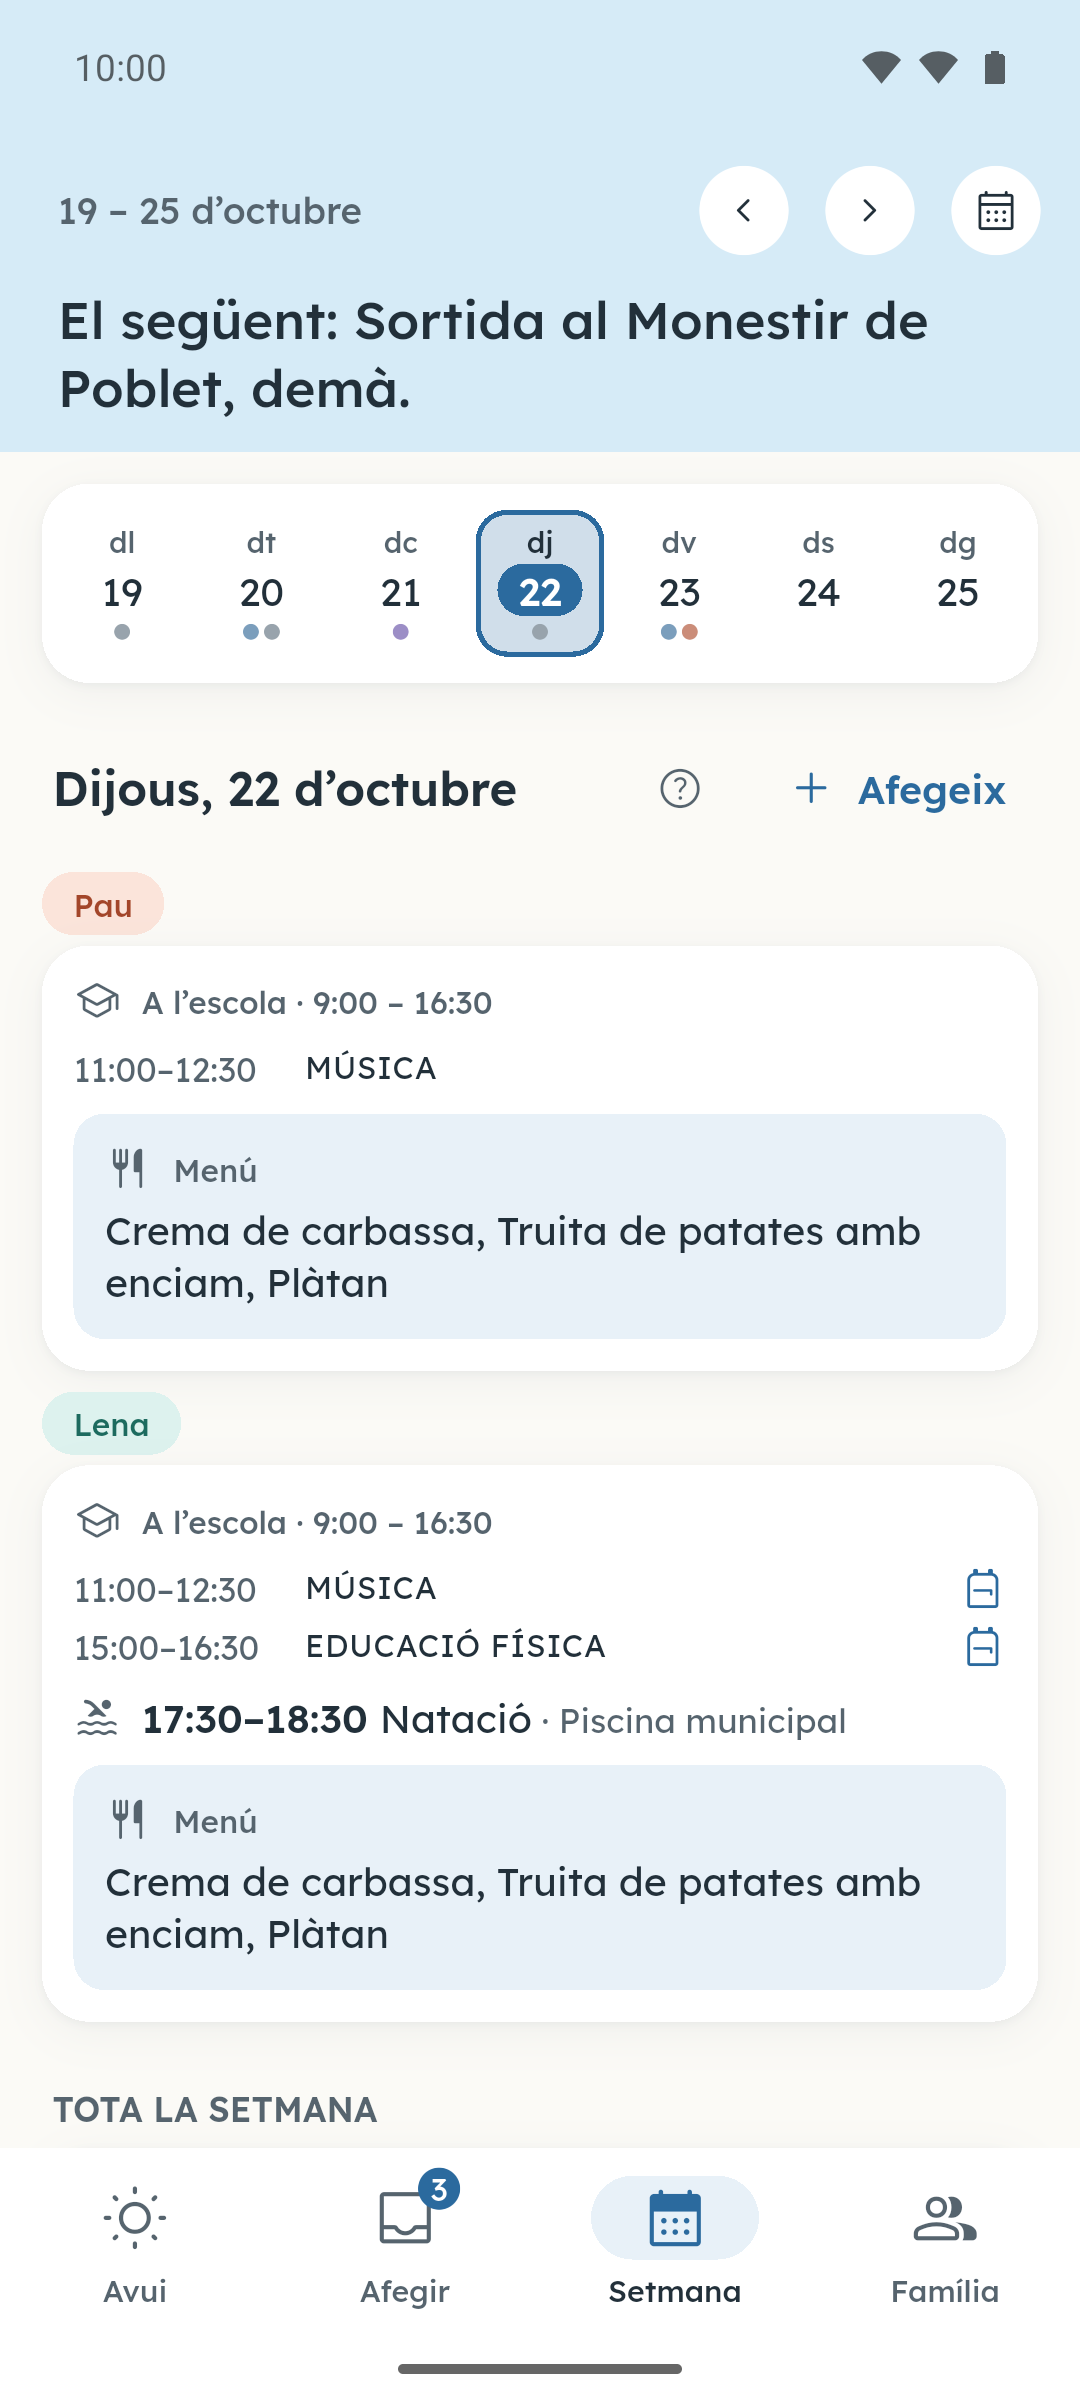 10:00
19 – 25 d’octubre
El següent: Sortida al Monestir de
Poblet, demà.
dl dt dc dj dv ds dg
19 20 21 22 23 24 25
Dijous, 22 d’octubre
Afegeix
Pau
A l’escola · 9:00 – 16:30
11:00–12:30 MÚSICA
Menú
Crema de carbassa, Truita de patates amb
enciam, Plàtan
Lena
A l’escola · 9:00 – 16:30
11:00–12:30 MÚSICA
15:00–16:30 EDUCACIÓ FÍSICA
17:30–18:30 Natació · Piscina municipal
Menú
Crema de carbassa, Truita de patates amb
enciam, Plàtan
TOTA LA SETMANA
3
Avui Afegir Setmana Família